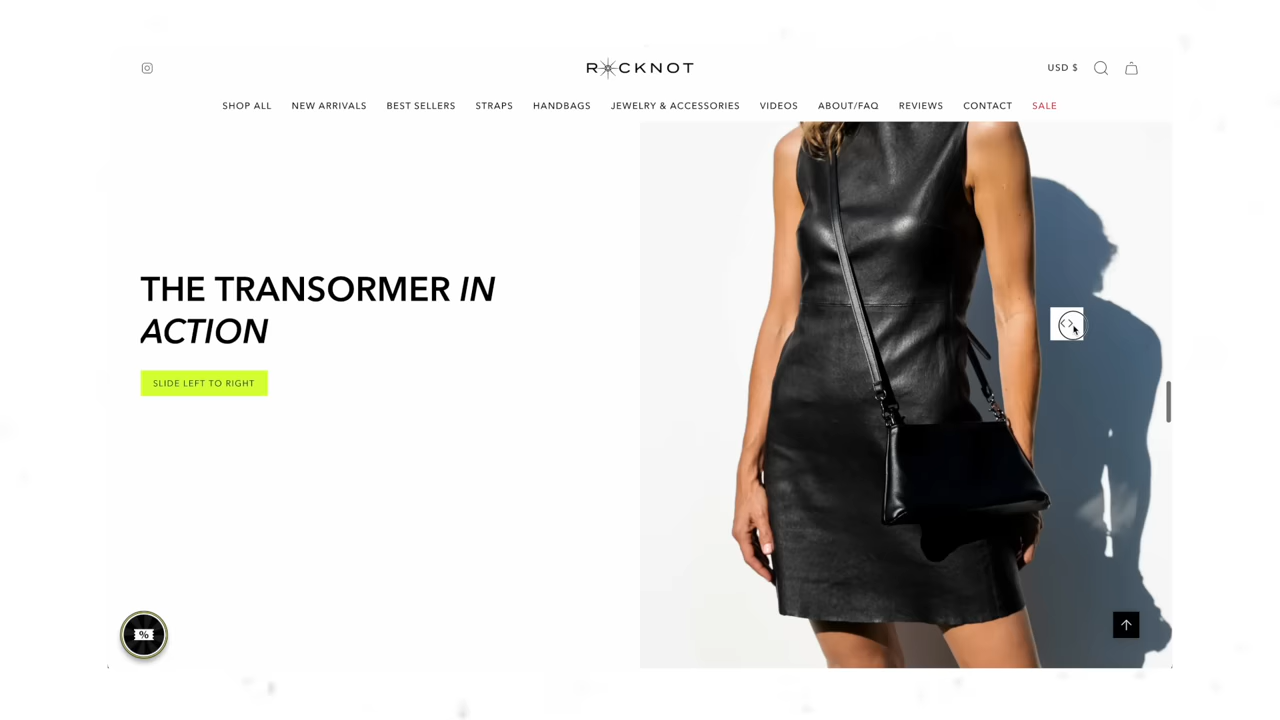 ROCKNOT
USD $
SHOP ALL NEW ARRIVALS BEST SELLERS STRAPS HANDBAGS JEWELRY & ACCESSORIES VIDEOS ABOUT/FAQ REVIEWS CONTACT SALE
THE TRANSORMER IN
ACTION
SLIDE LEFT TO RIGHT
%